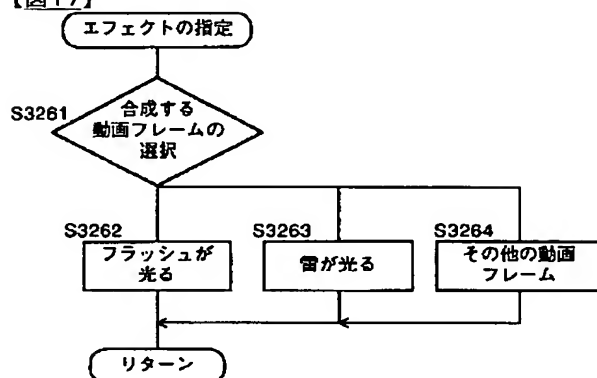 【図17】
エフェクトの指定
S3261
合成する
動画フレームの
選択
S3262
フラッシュが
光る
S3263
雷が光る
S3264
その他の動画
フレーム
リターン